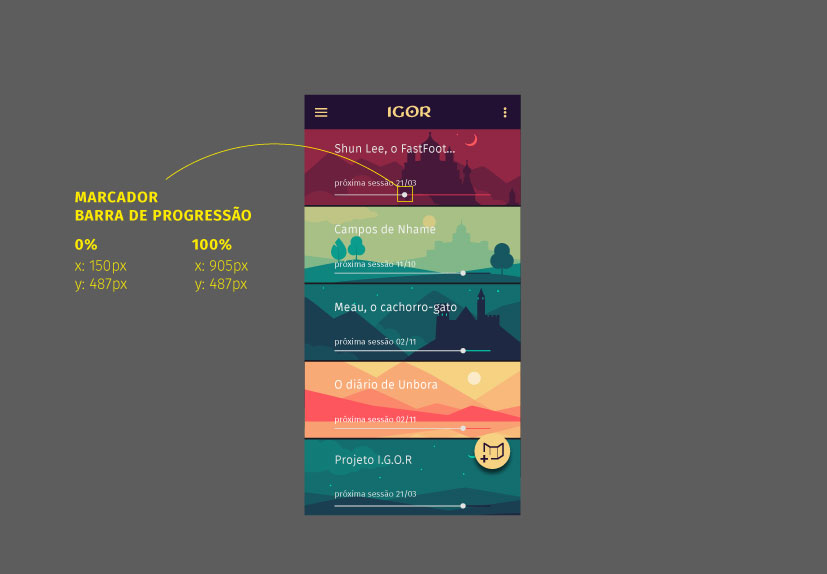 IGOR
Shun Lee, o FastFoot...
próxima sessão 21/03
MARCADOR
BARRA DE PROGRESSÃO
0% 100%
x: 150px x: 905px
y: 487px y: 487px
Campos de Nhame
próxima sessão 11/10
Meau, o cachorro-gato
próxima sessão 02/11
O diário de Unbora
próxima sessão 02/11
Projeto I.G.O.R
próxima sessão 21/03